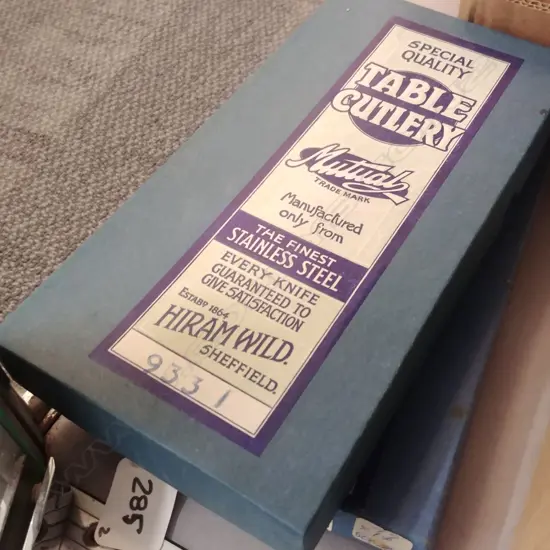 SPECIAL
QUALITY
TABLE
CUTLERY
Mutual
TRADE MARK
Manufactured
only from
THE FINEST
STAINLESS STEEL
EVERY KNIFE
GUARANTEED TO
GIVE SATISFACTION
ESTABD 1864
HIRAM WILD.
SHEFFIELD.
9331
285